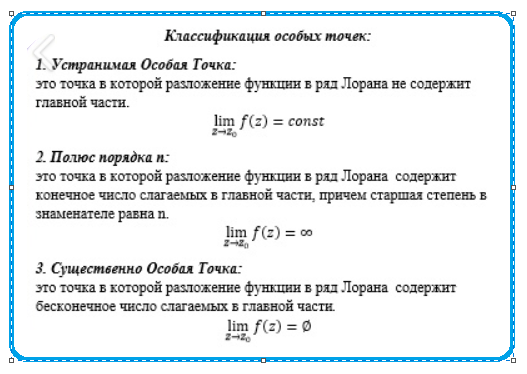 Классификация особых точек:
1. Устранимая Особая Точка:
это точка в которой разложение функции в ряд Лорана не содержит
главной части.
lim f(z) = const
z→z₀
2. Полюс порядка n:
это точка в которой разложение функции в ряд Лорана содержит
конечное число слагаемых в главной части, причем старшая степень в
знаменателе равна n.
lim f(z) = ∞
z→z₀
3. Существенно Особая Точка:
это точка в которой разложение функции в ряд Лорана содержит
бесконечное число слагаемых в главной части.
lim f(z) = ∅
z→z₀